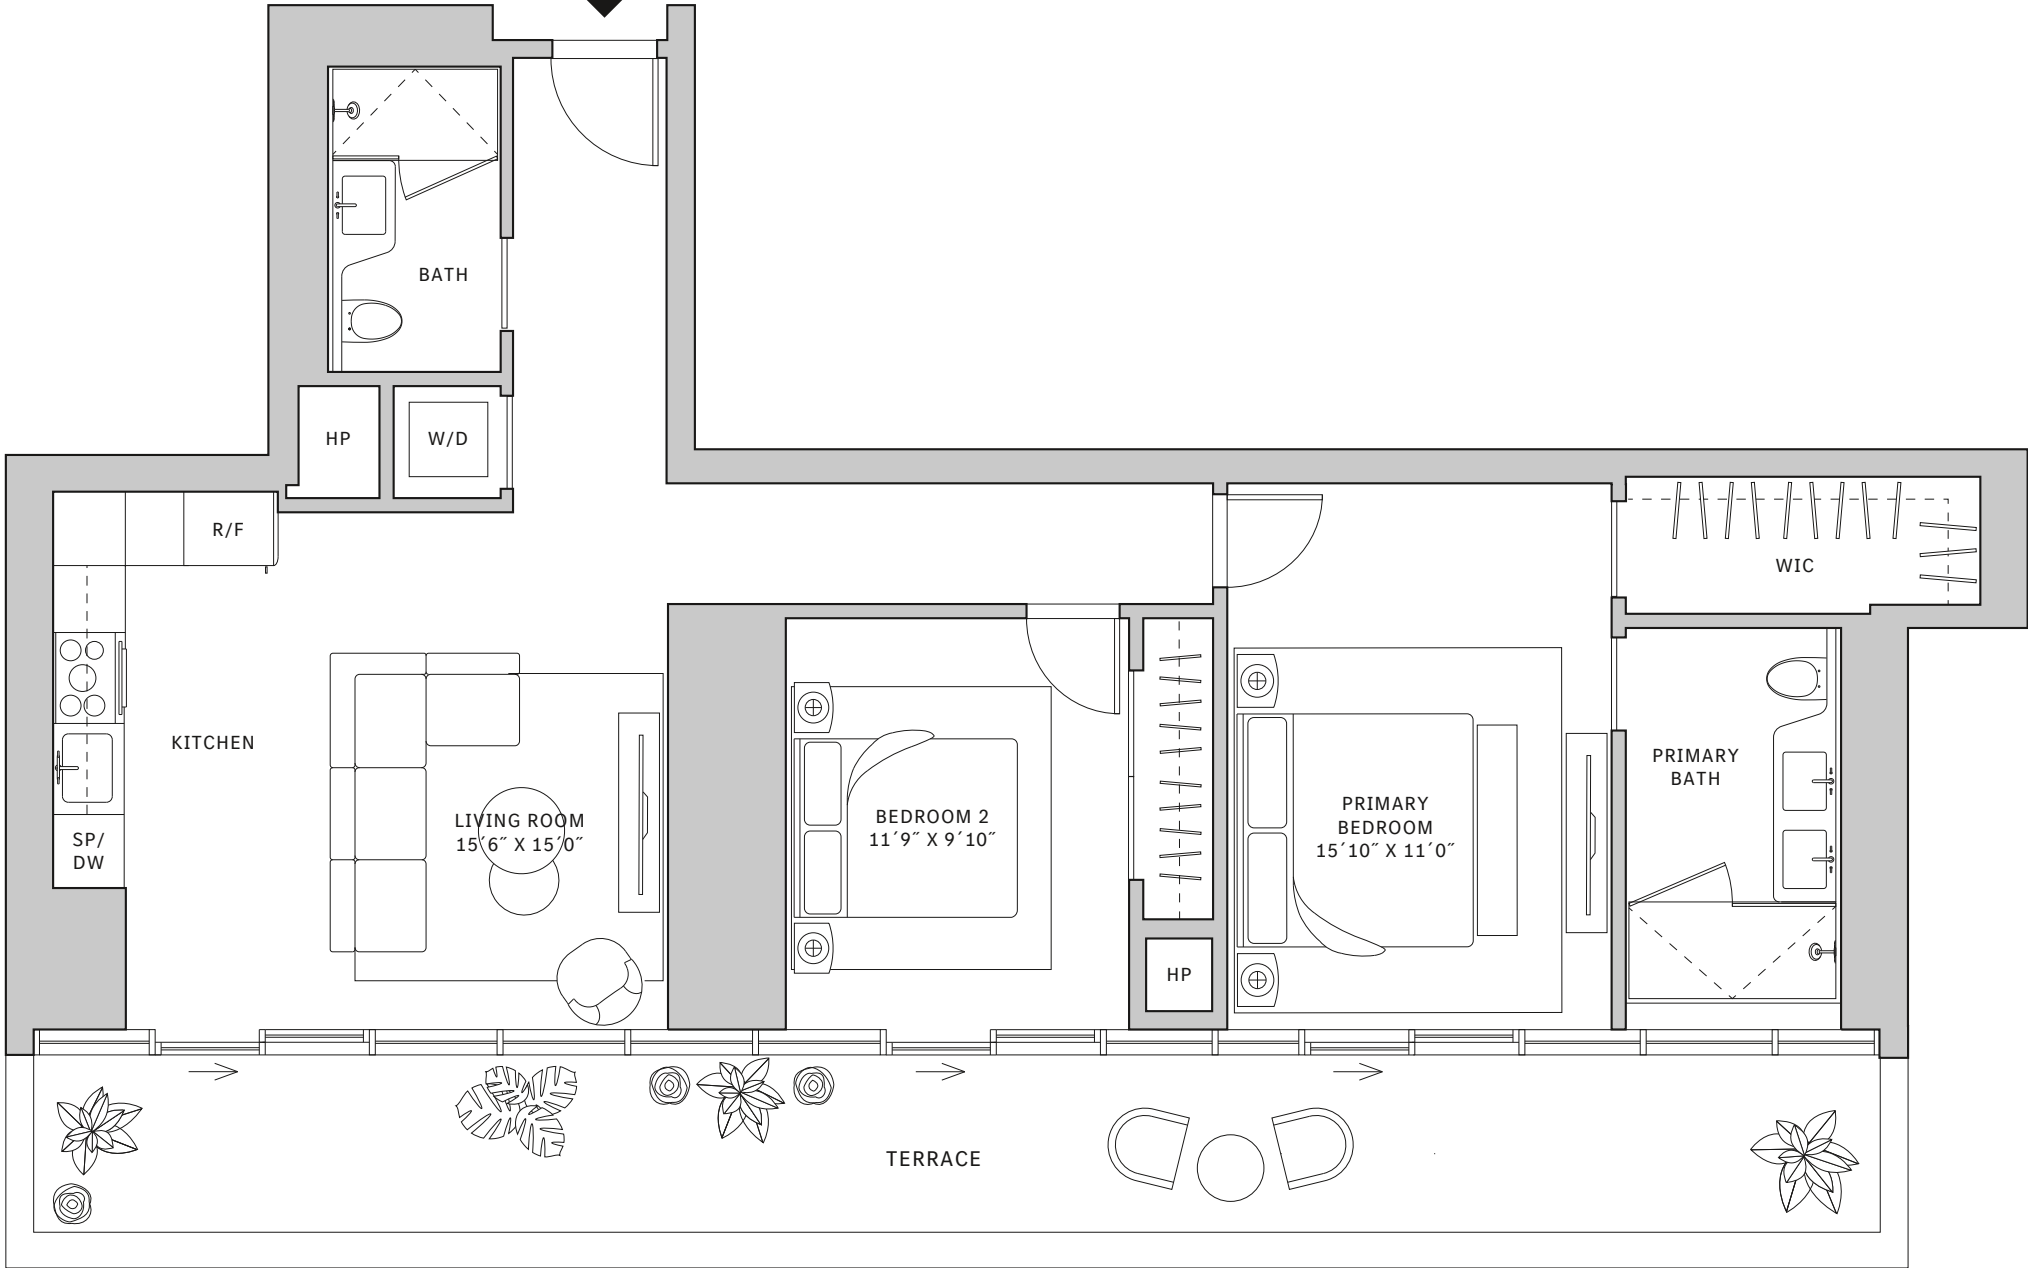 BATH
HP
W/D
R/F
WIC
KITCHEN
PRIMARY
BATH
LIVING ROOM
15´6˝ X 15´0˝
BEDROOM 2
11´9˝ X 9´10˝
PRIMARY
BEDROOM
15´10˝ X 11´0˝
SP/
DW
HP
TERRACE